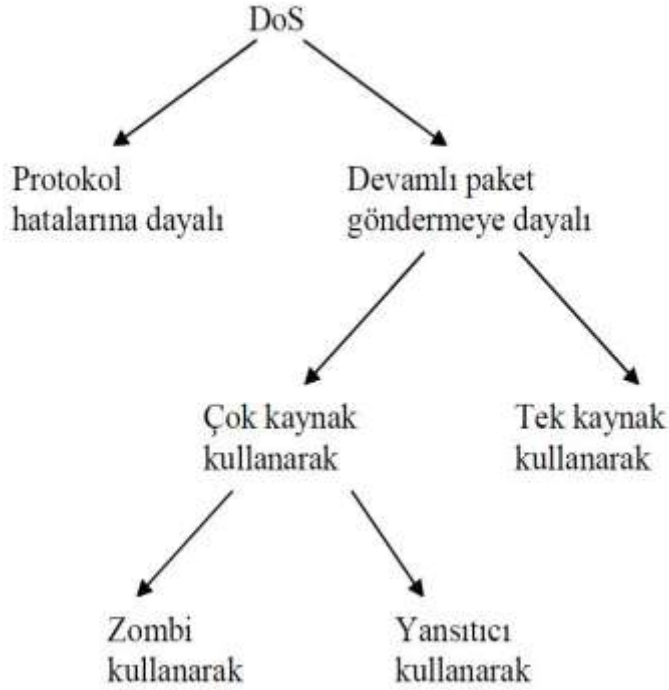 DoS
Protokol
hatalarına dayalı
Devamlı paket
göndermeye dayalı
Çok kaynak
kullanarak
Tek kaynak
kullanarak
Zombi
kullanarak
Yansıtıcı
kullanarak